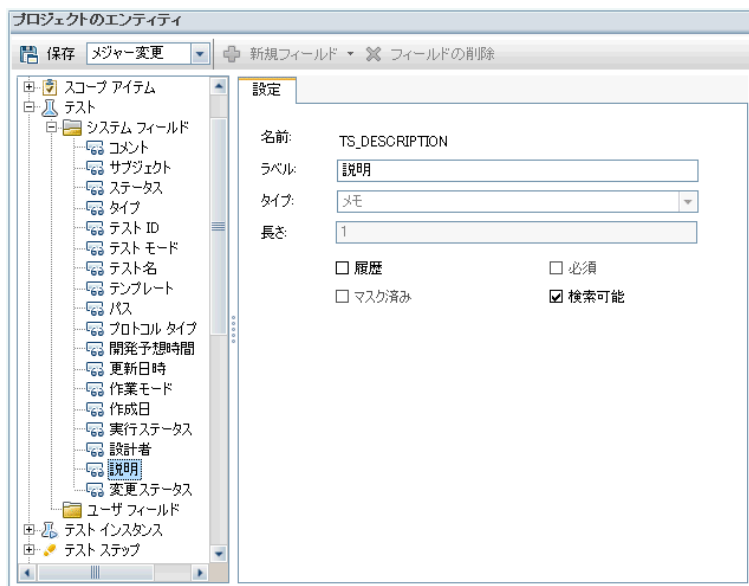 プロジェクトのエンティティ
保存 メジャー変更 新規フィールド フィールドの削除
スコープ アイテム
テスト
システム フィールド
コメント
サブジェクト
ステータス
タイプ
テスト ID
テスト モード
テスト名
テンプレート
パス
プロトコル タイプ
開発予想時間
更新日時
作業モード
作成日
実行ステータス
設計者
説明
変更ステータス
ユーザ フィールド
テスト インスタンス
テスト ステップ
設定
名前: TS_DESCRIPTION
ラベル: 説明
タイプ: メモ
長さ: 1
履歴 必須
マスク済み 検索可能